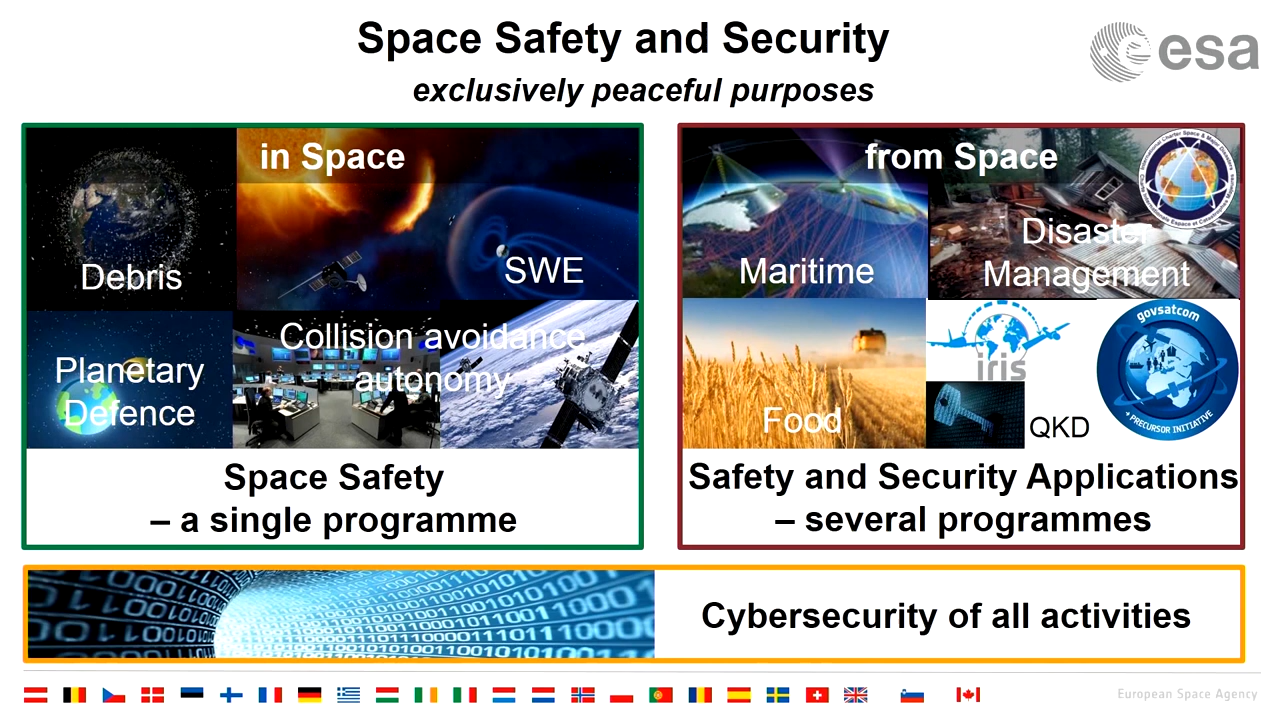 Space Safety and Security
esa
exclusively peaceful purposes
in Space
Debris
SWE
Planetary
Defence
Collision avoidance
autonomy
Space Safety
– a single programme
from Space
Maritime
Disaster
Management
Food
iris
QKD
govsatcom
+ PRECURSOR INITIATIVE
Safety and Security Applications
– several programmes
Cybersecurity of all activities
European Space Agency